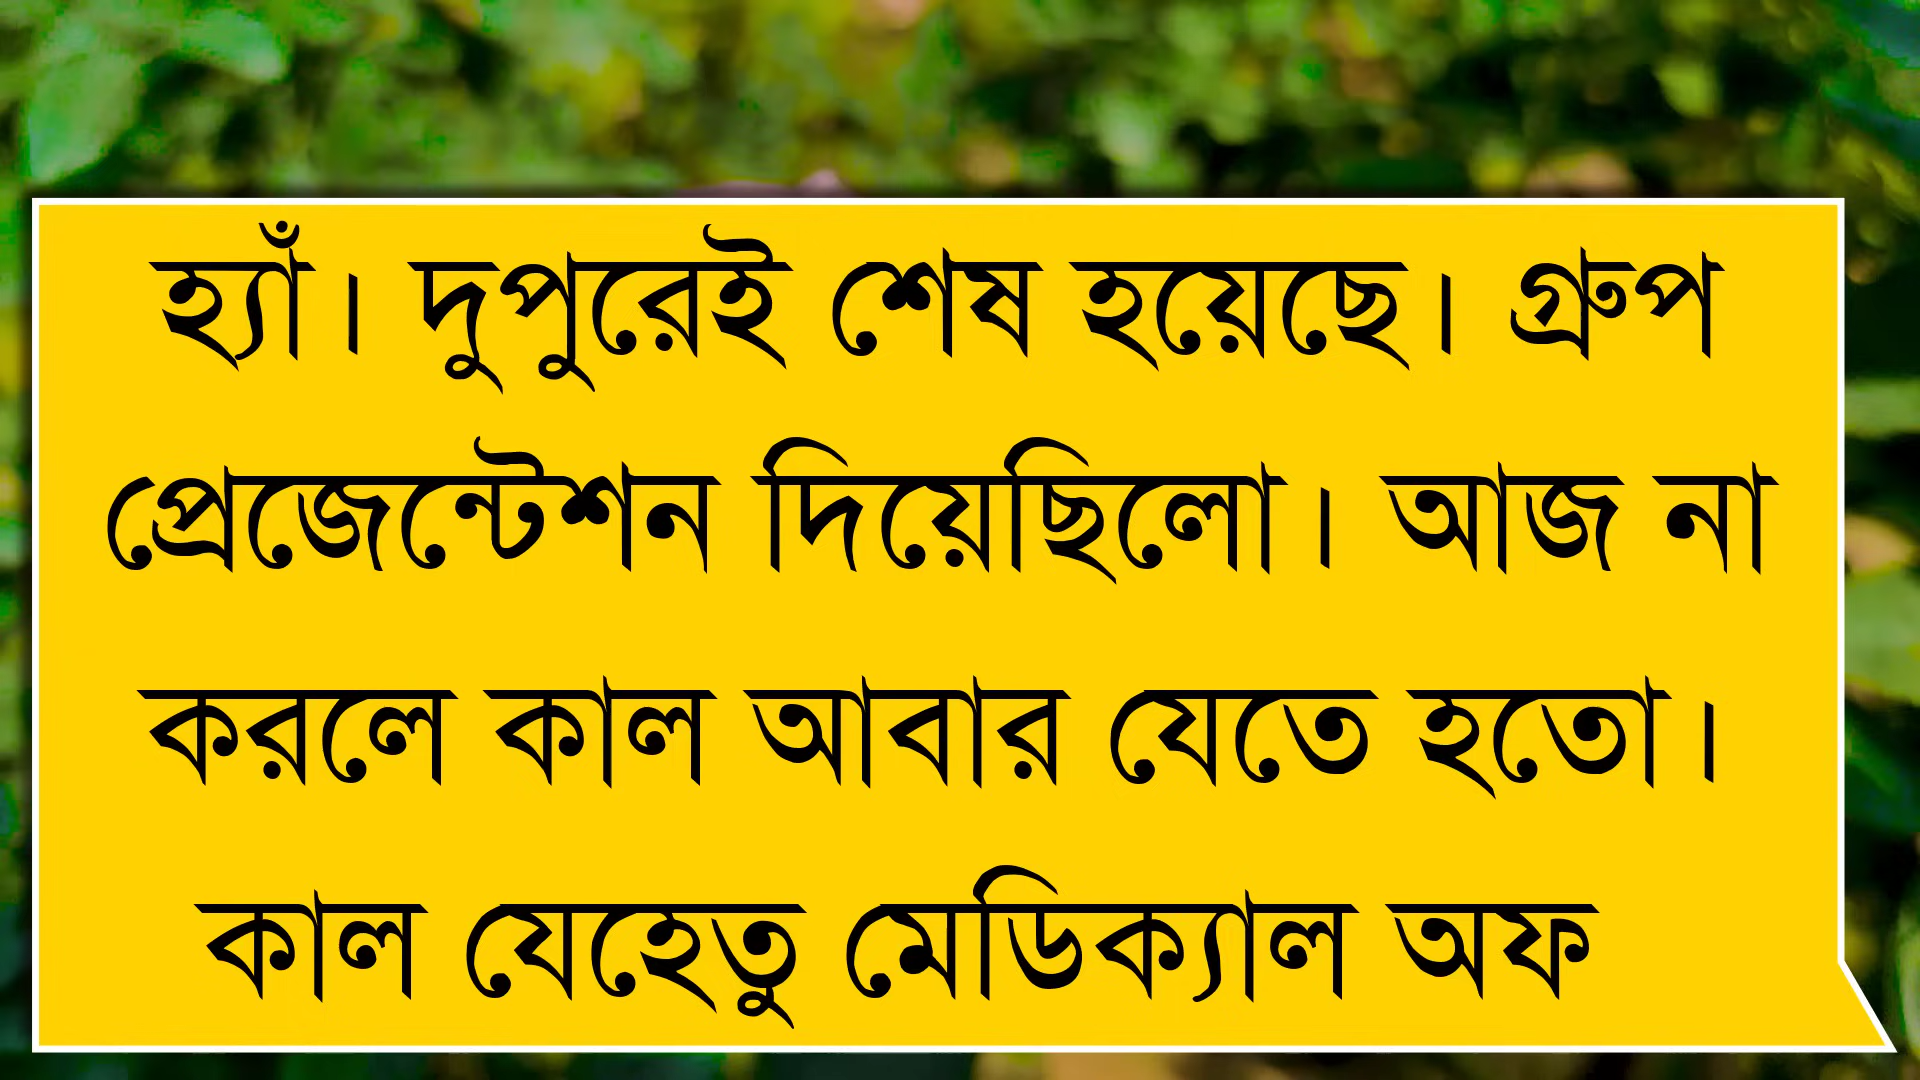 হ্যাঁ। দুপুরেই শেষ হয়েছে। গ্রুপ
প্রেজেন্টেশন দিয়েছিলো। আজ না
করলে কাল আবার যেতে হতো।
কাল যেহেতু মেডিক্যাল অফ